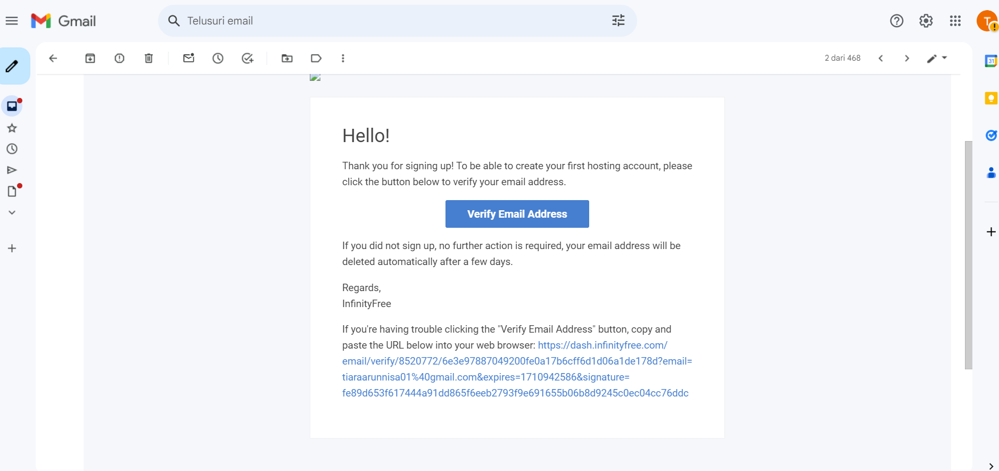 Gmail
Telusuri email
T
2 dari 468
31
Hello!
Thank you for signing up! To be able to create your first hosting account, please
click the button below to verify your email address.
Verify Email Address
If you did not sign up, no further action is required, your email address will be
deleted automatically after a few days.
Regards,
InfinityFree
If you're having trouble clicking the "Verify Email Address" button, copy and
paste the URL below into your web browser: https://dash.infinityfree.com/
email/verify/8520772/6e3e97887049200fe0a17b6cff6d1d06a1de178d?email=
tiaraarunnisa01%40gmail.com&expires=1710942586&signature=
fe89d653f617444a91dd865f6eeb2793f9e691655b06b8d9245c0ec04cc76ddc